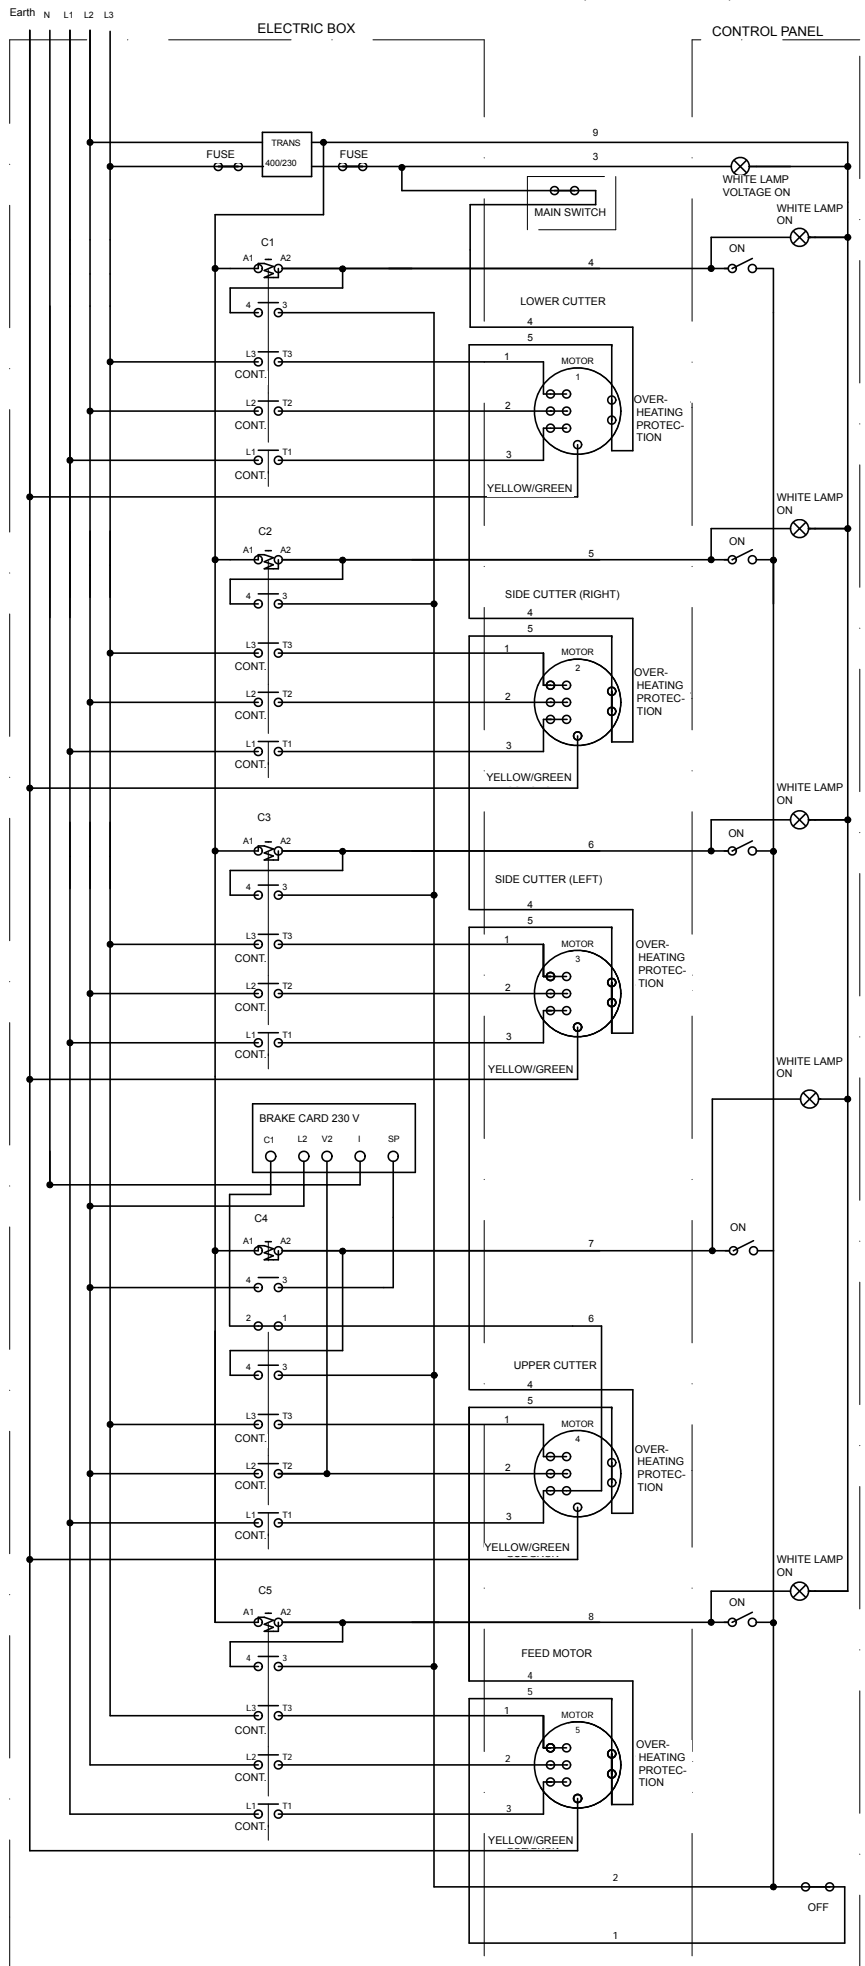 Earth N L1 L2 L3
ELECTRIC BOX
CONTROL PANEL
9
TRANS
400/230
FUSE
FUSE
3
WHITE LAMP
VOLTAGE ON
MAIN SWITCH
WHITE LAMP
ON
C1
A1 A2
4
ON
4 3
LOWER CUTTER
4
5
L3 T3
CONT.
1
MOTOR
1
L2 T2
CONT.
2
OVER-
HEATING
PROTEC-
TION
L1 T1
CONT.
3
YELLOW/GREEN
WHITE LAMP
ON
C2
A1 A2
5
ON
4 3
SIDE CUTTER (RIGHT)
4
5
L3 T3
CONT.
1
MOTOR
2
L2 T2
CONT.
2
OVER-
HEATING
PROTEC-
TION
L1 T1
CONT.
3
YELLOW/GREEN
WHITE LAMP
ON
C3
A1 A2
6
ON
4 3
SIDE CUTTER (LEFT)
4
5
L3 T3
CONT.
1
MOTOR
3
L2 T2
CONT.
2
OVER-
HEATING
PROTEC-
TION
L1 T1
CONT.
3
YELLOW/GREEN
WHITE LAMP
ON
BRAKE CARD 230 V
C1 L2 V2 I SP
C4
A1 A2
7
ON
4 3
2 1
6
4 3
UPPER CUTTER
4
5
L3 T3
CONT.
1
MOTOR
4
L2 T2
CONT.
2
OVER-
HEATING
PROTEC-
TION
L1 T1
CONT.
3
YELLOW/GREEN
WHITE LAMP
ON
C5
A1 A2
8
ON
4 3
FEED MOTOR
4
5
L3 T3
CONT.
1
MOTOR
5
L2 T2
CONT.
2
OVER-
HEATING
PROTEC-
TION
L1 T1
CONT.
3
YELLOW/GREEN
2
OFF
1